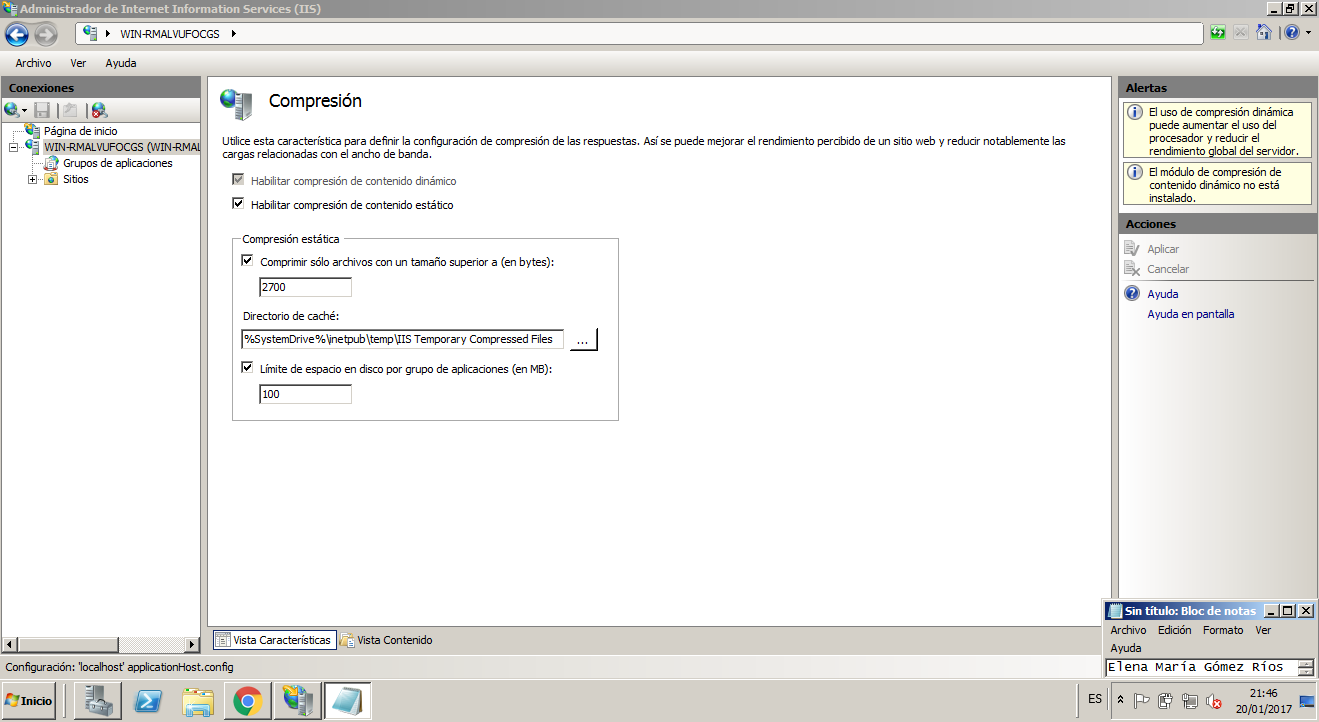 Administrador de Internet Information Services (IIS)
WIN-RMALVUFOCGS
Archivo Ver Ayuda
Conexiones
Página de inicio
WIN-RMALVUFOCGS (WIN-RMAL
Grupos de aplicaciones
Sitios
Compresión
Utilice esta característica para definir la configuración de compresión de las respuestas. Así se puede mejorar el rendimiento percibido de un sitio web y reducir notablemente las
cargas relacionadas con el ancho de banda.
Habilitar compresión de contenido dinámico
Habilitar compresión de contenido estático
Compresión estática
Comprimir sólo archivos con un tamaño superior a (en bytes):
2700
Directorio de caché:
%SystemDrive%\inetpub\temp\IIS Temporary Compressed Files
...
Límite de espacio en disco por grupo de aplicaciones (en MB):
100
Vista Características
Vista Contenido
Alertas
El uso de compresión dinámica
puede aumentar el uso del
procesador y reducir el
rendimiento global del servidor.
El módulo de compresión de
contenido dinámico no está
instalado.
Acciones
Aplicar
Cancelar
Ayuda
Ayuda en pantalla
Sin título: Bloc de notas
Archivo Edición Formato Ver
Ayuda
Elena María Gómez Ríos
Configuración: 'localhost' applicationHost.config
Inicio
ES
21:46
20/01/2017